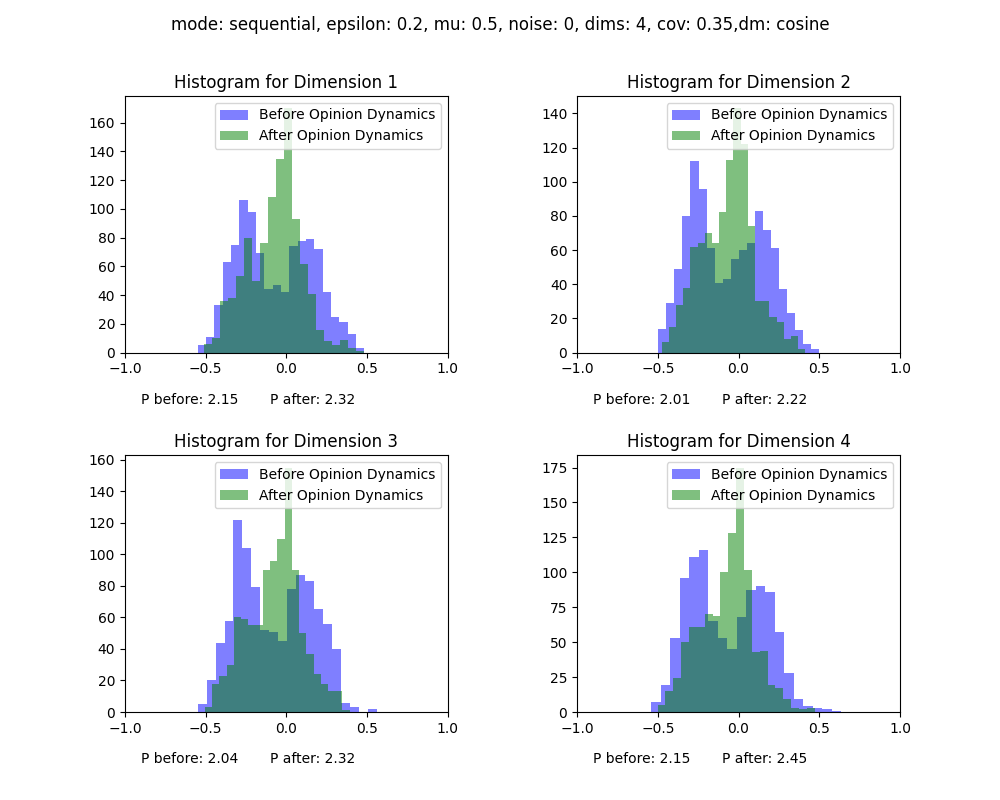 mode: sequential, epsilon: 0.2, mu: 0.5, noise: 0, dims: 4, cov: 0.35,dm: cosine
Histogram for Dimension 1
Before Opinion Dynamics
After Opinion Dynamics
160
140
120
100
80
60
40
20
0
−1.0 −0.5 0.0 0.5 1.0
P before: 2.15 P after: 2.32
Histogram for Dimension 2
Before Opinion Dynamics
After Opinion Dynamics
140
120
100
80
60
40
20
0
−1.0 −0.5 0.0 0.5 1.0
P before: 2.01 P after: 2.22
Histogram for Dimension 3
Before Opinion Dynamics
After Opinion Dynamics
160
140
120
100
80
60
40
20
0
−1.0 −0.5 0.0 0.5 1.0
P before: 2.04 P after: 2.32
Histogram for Dimension 4
Before Opinion Dynamics
After Opinion Dynamics
175
150
125
100
75
50
25
0
−1.0 −0.5 0.0 0.5 1.0
P before: 2.15 P after: 2.45